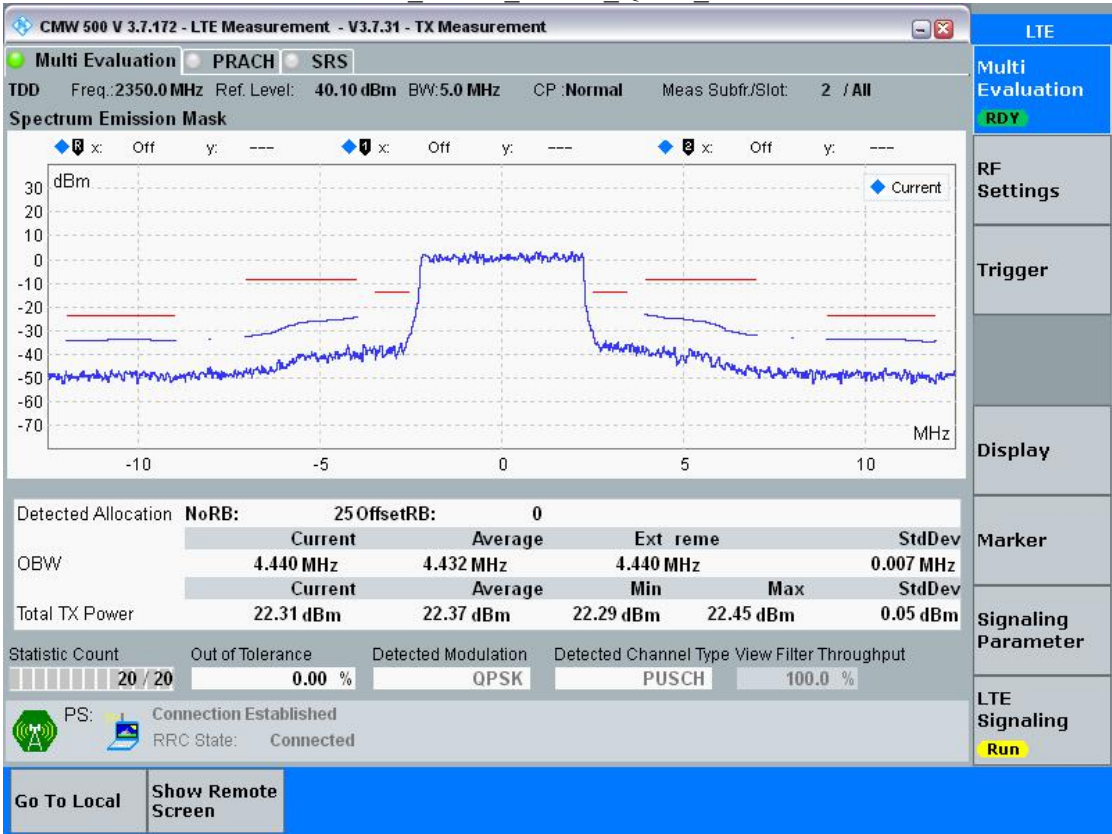 CMW 500 V 3.7.172 - LTE Measurement - V3.7.31 - TX Measurement
LTE
Multi Evaluation PRACH SRS
Multi
Evaluation
RDY
TDD Freq.:2350.0 MHz Ref. Level: 40.10 dBm BW:5.0 MHz CP :Normal Meas Subfr./Slot: 2 / All
Spectrum Emission Mask
R x: Off y: --- 1 x: Off y: --- 2 x: Off y: ---
RF
Settings
dBm
Current
30
20
10
0
-10
-20
-30
-40
-50
-60
-70
MHz
-10 -5 0 5 10
Trigger
Display
Detected Allocation NoRB: 25 OffsetRB: 0
Current Average Ext reme StdDev
OBW 4.440 MHz 4.432 MHz 4.440 MHz 0.007 MHz
Current Average Min Max StdDev
Total TX Power 22.31 dBm 22.37 dBm 22.29 dBm 22.45 dBm 0.05 dBm
Marker
Signaling
Parameter
Statistic Count Out of Tolerance Detected Modulation Detected Channel Type View Filter Throughput
20 / 20 0.00 % QPSK PUSCH 100.0 %
PS: Connection Established
RRC State: Connected
LTE
Signaling
Run
Go To Local
Show Remote
Screen